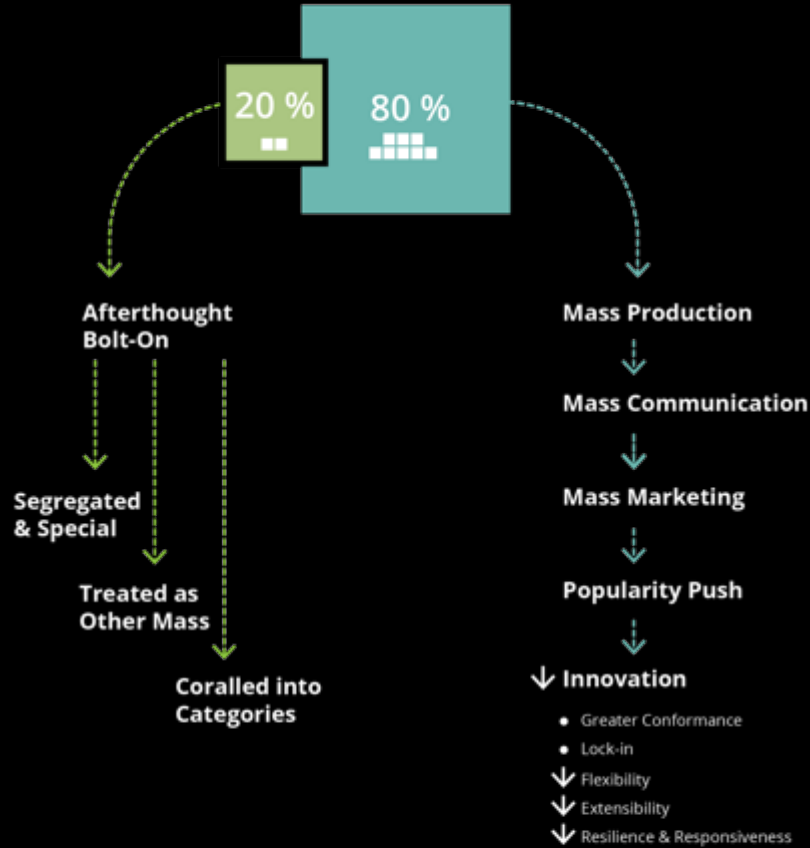 20 %
80 %
Afterthought
Bolt-On
Segregated
& Special
Treated as
Other Mass
Coralled into
Categories
Mass Production
Mass Communication
Mass Marketing
Popularity Push
Innovation
Greater Conformance
Lock-in
Flexibility
Extensibility
Resilience & Responsiveness